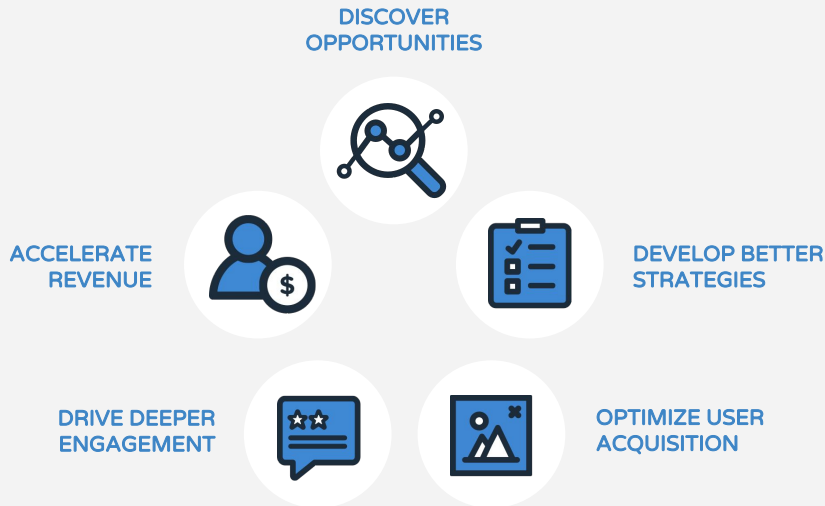 DISCOVER
OPPORTUNITIES
ACCELERATE
REVENUE
$
DEVELOP BETTER
STRATEGIES
DRIVE DEEPER
ENGAGEMENT
OPTIMIZE USER
ACQUISITION